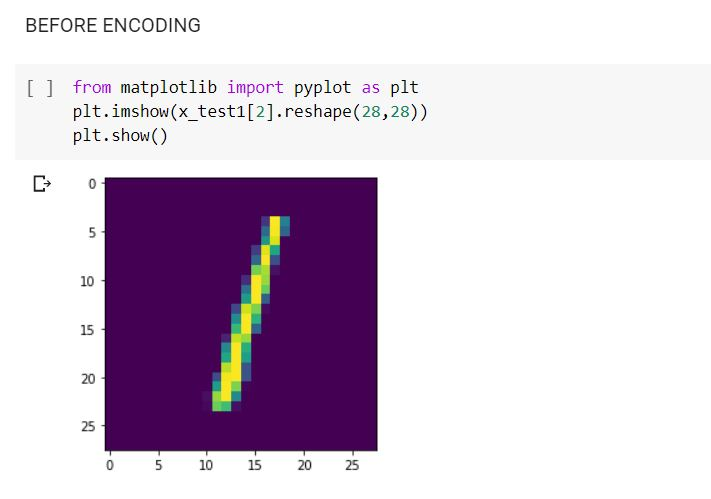 BEFORE ENCODING
[ ] from matplotlib import pyplot as plt
plt.imshow(x_test1[2].reshape(28,28))
plt.show()
0
5
10
15
20
25
0 5 10 15 20 25